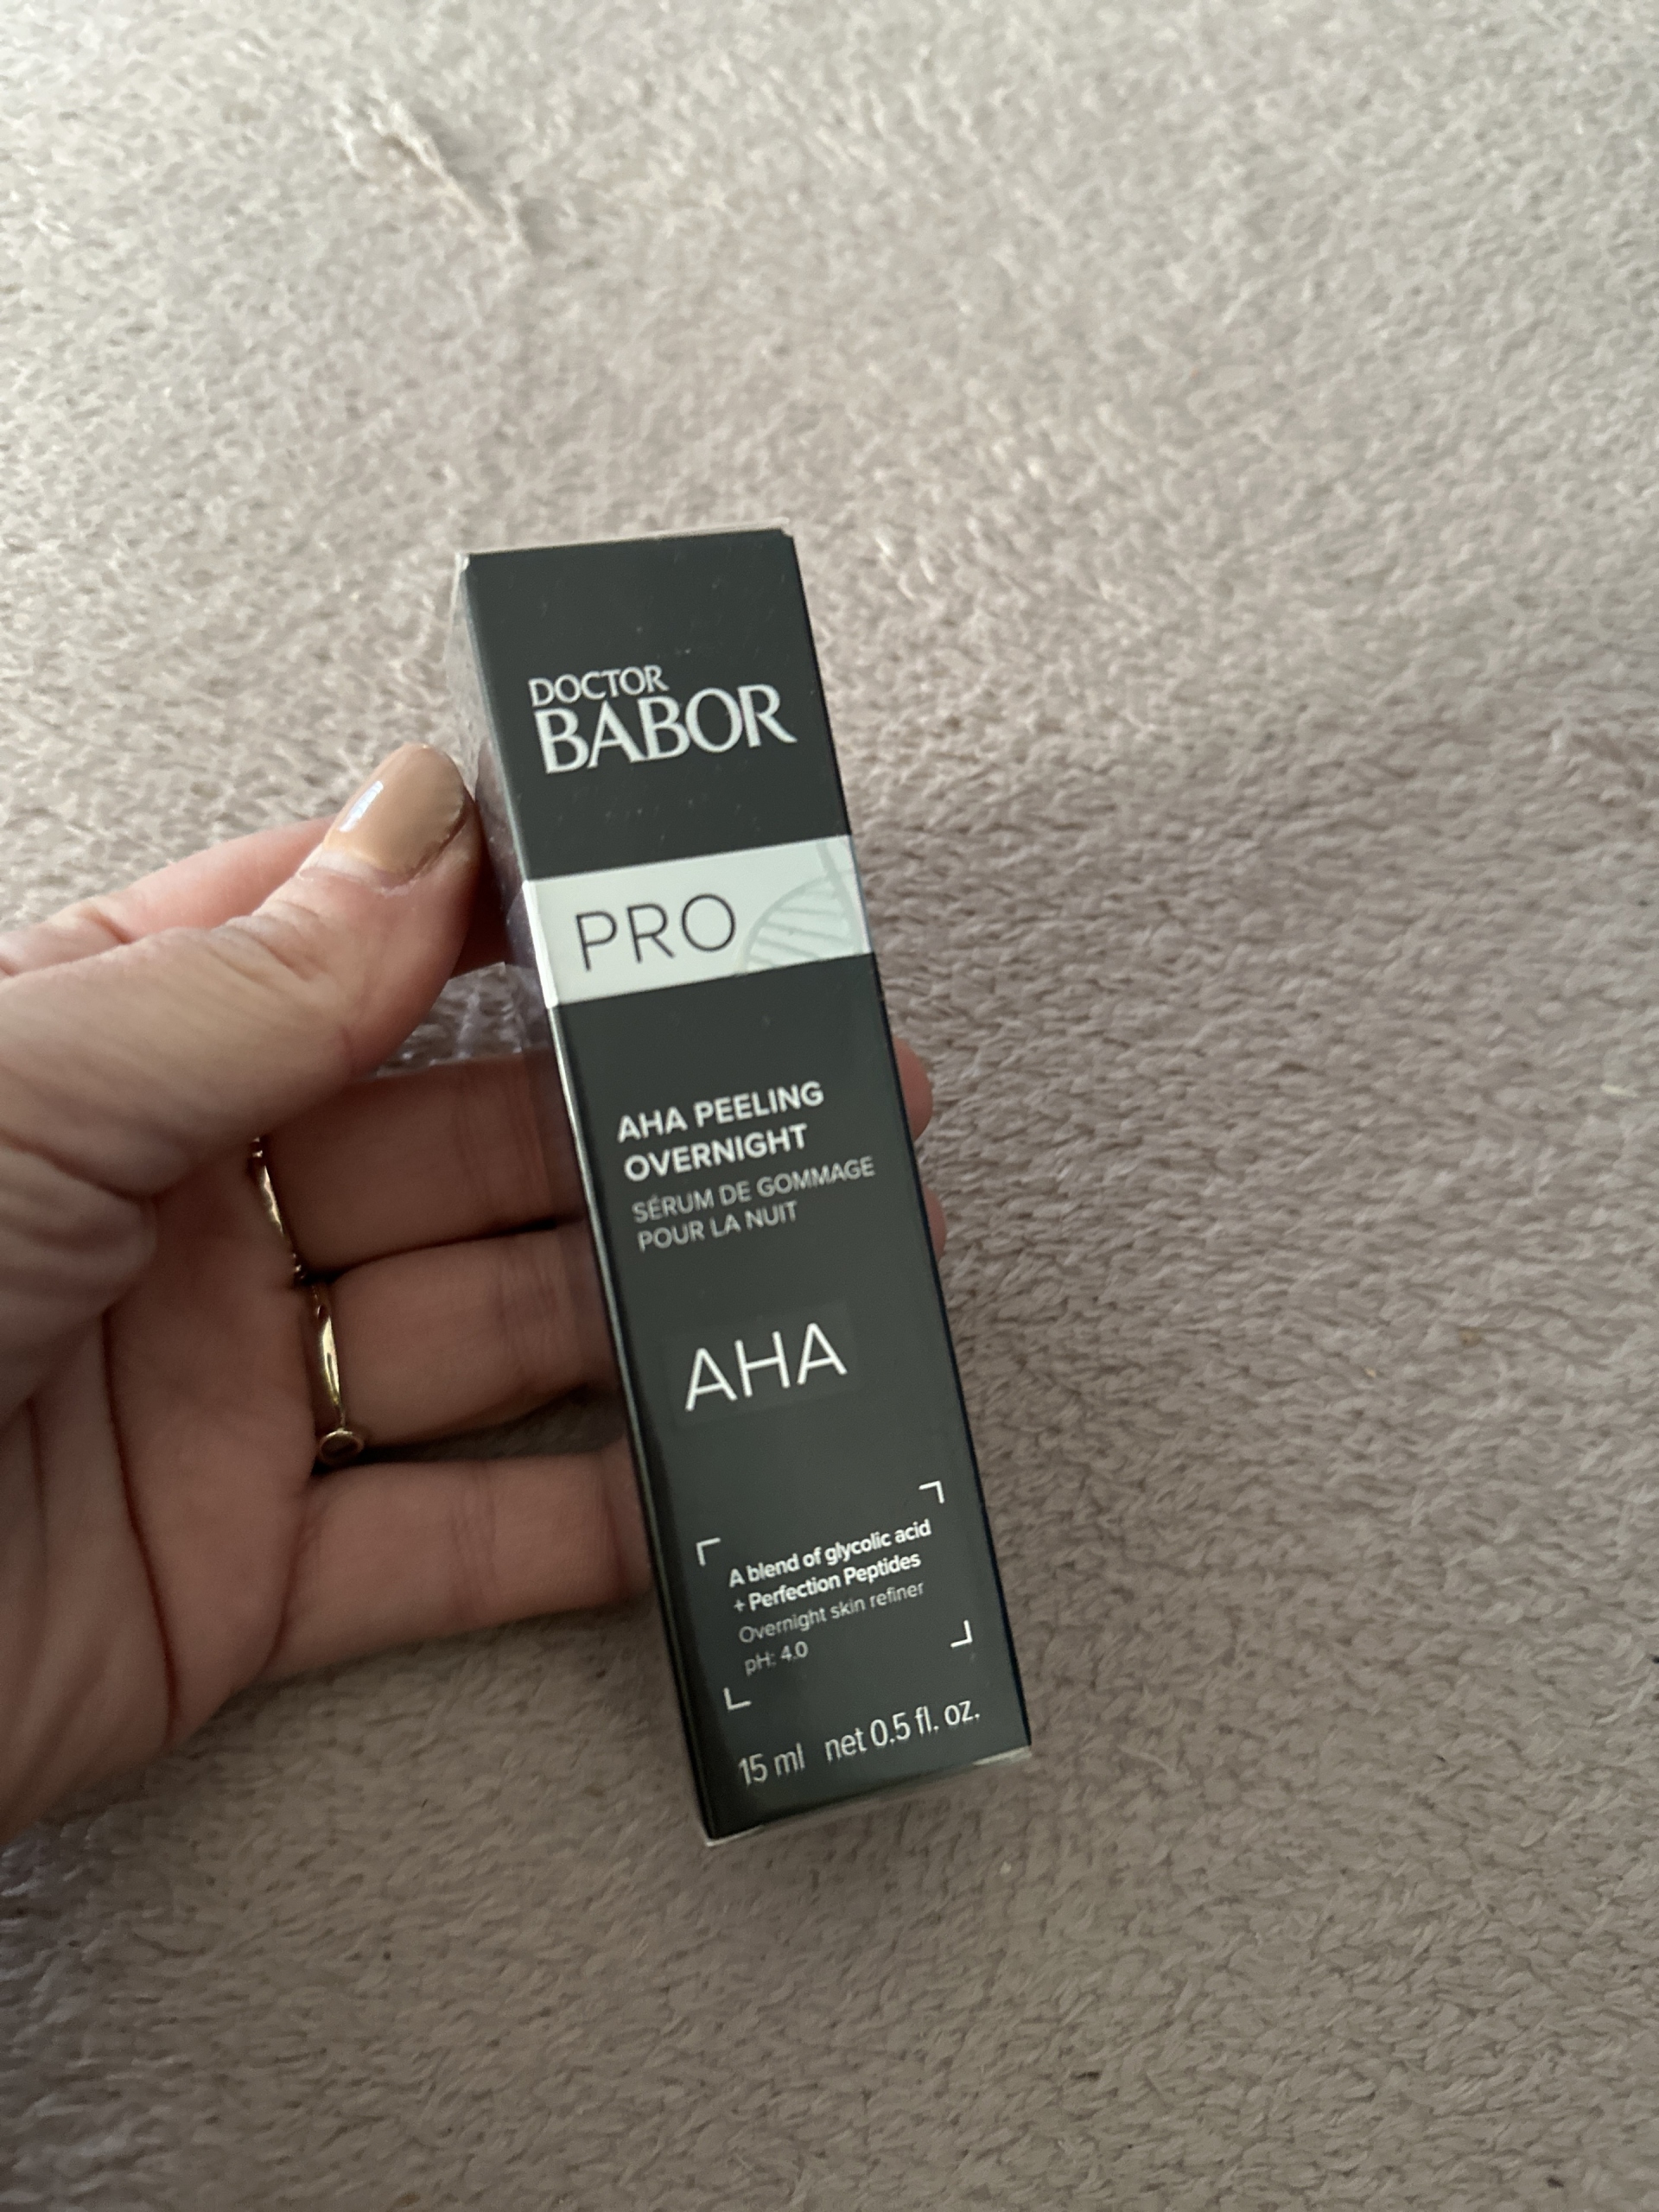 DOCTOR
BABOR
PRO
AHA PEELING
OVERNIGHT
SÉRUM DE GOMMAGE
POUR LA NUIT
AHA
A blend of glycolic acid
+ Perfection Peptides
Overnight skin refiner
pH: 4.0
15 ml net 0.5 fl. oz.